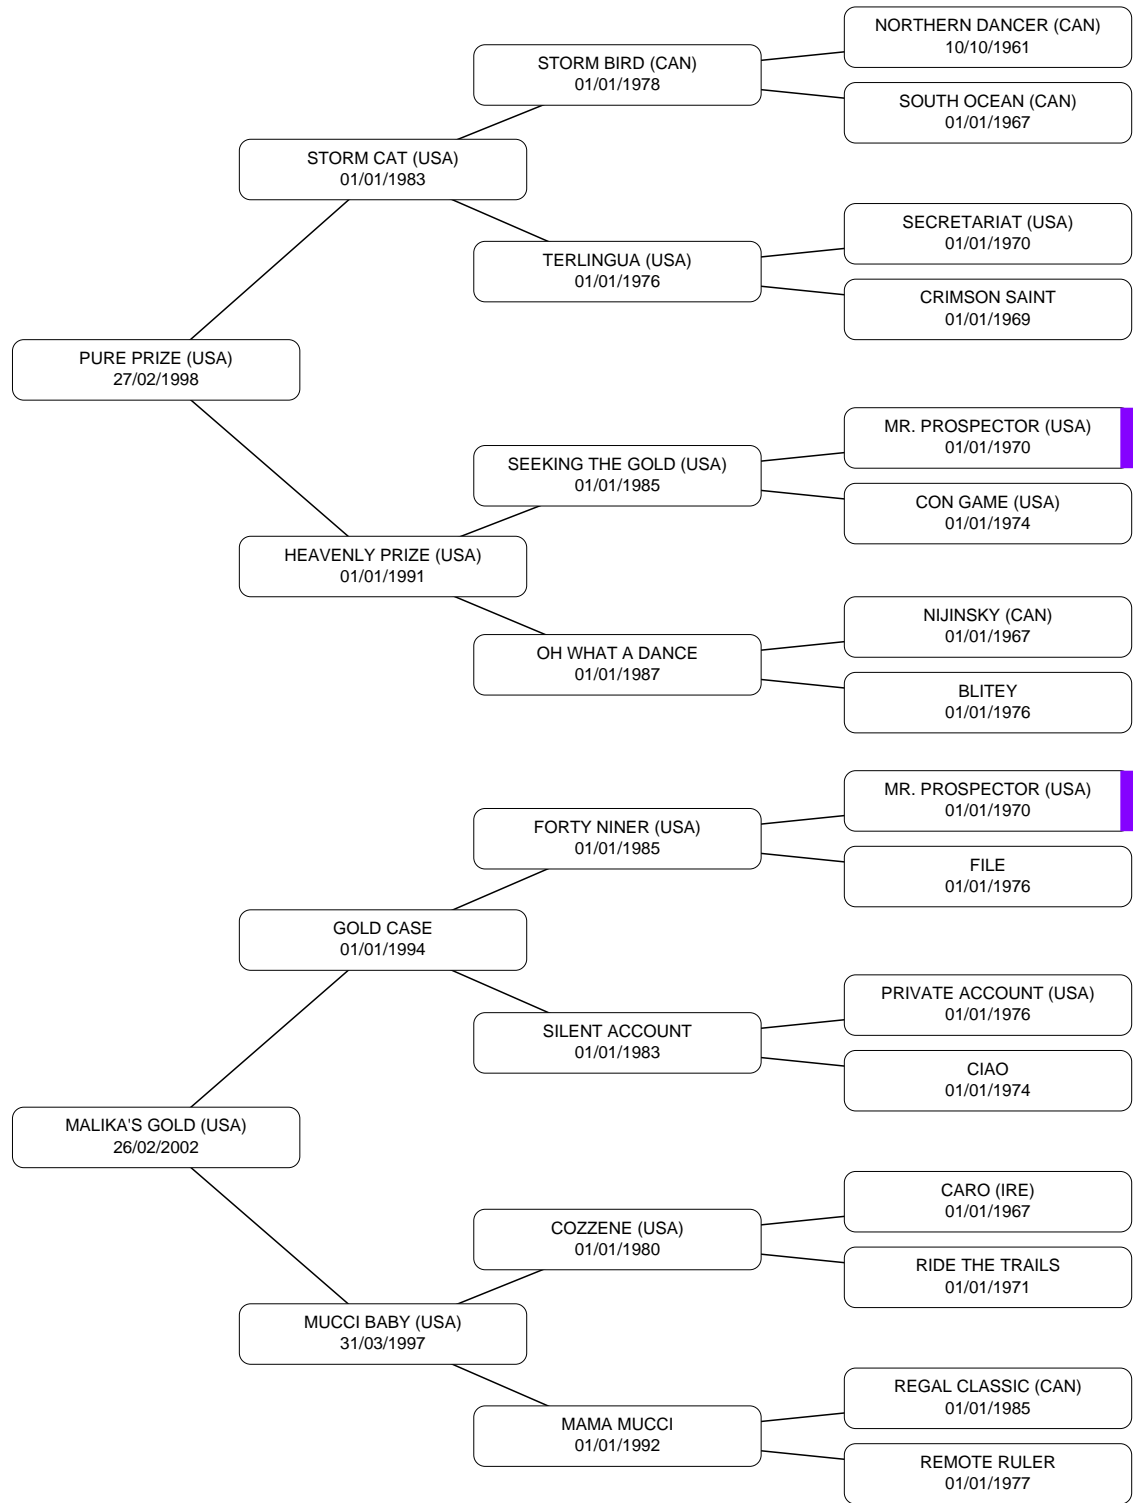 NORTHERN DANCER (CAN)
10/10/1961
STORM BIRD (CAN)
01/01/1978
SOUTH OCEAN (CAN)
01/01/1967
STORM CAT (USA)
01/01/1983
SECRETARIAT (USA)
01/01/1970
TERLINGUA (USA)
01/01/1976
CRIMSON SAINT
01/01/1969
PURE PRIZE (USA)
27/02/1998
MR. PROSPECTOR (USA)
01/01/1970
SEEKING THE GOLD (USA)
01/01/1985
CON GAME (USA)
01/01/1974
HEAVENLY PRIZE (USA)
01/01/1991
NIJINSKY (CAN)
01/01/1967
OH WHAT A DANCE
01/01/1987
BLITEY
01/01/1976
MR. PROSPECTOR (USA)
01/01/1970
FORTY NINER (USA)
01/01/1985
FILE
01/01/1976
GOLD CASE
01/01/1994
PRIVATE ACCOUNT (USA)
01/01/1976
SILENT ACCOUNT
01/01/1983
CIAO
01/01/1974
MALIKA'S GOLD (USA)
26/02/2002
CARO (IRE)
01/01/1967
COZZENE (USA)
01/01/1980
RIDE THE TRAILS
01/01/1971
MUCCI BABY (USA)
31/03/1997
REGAL CLASSIC (CAN)
01/01/1985
MAMA MUCCI
01/01/1992
REMOTE RULER
01/01/1977